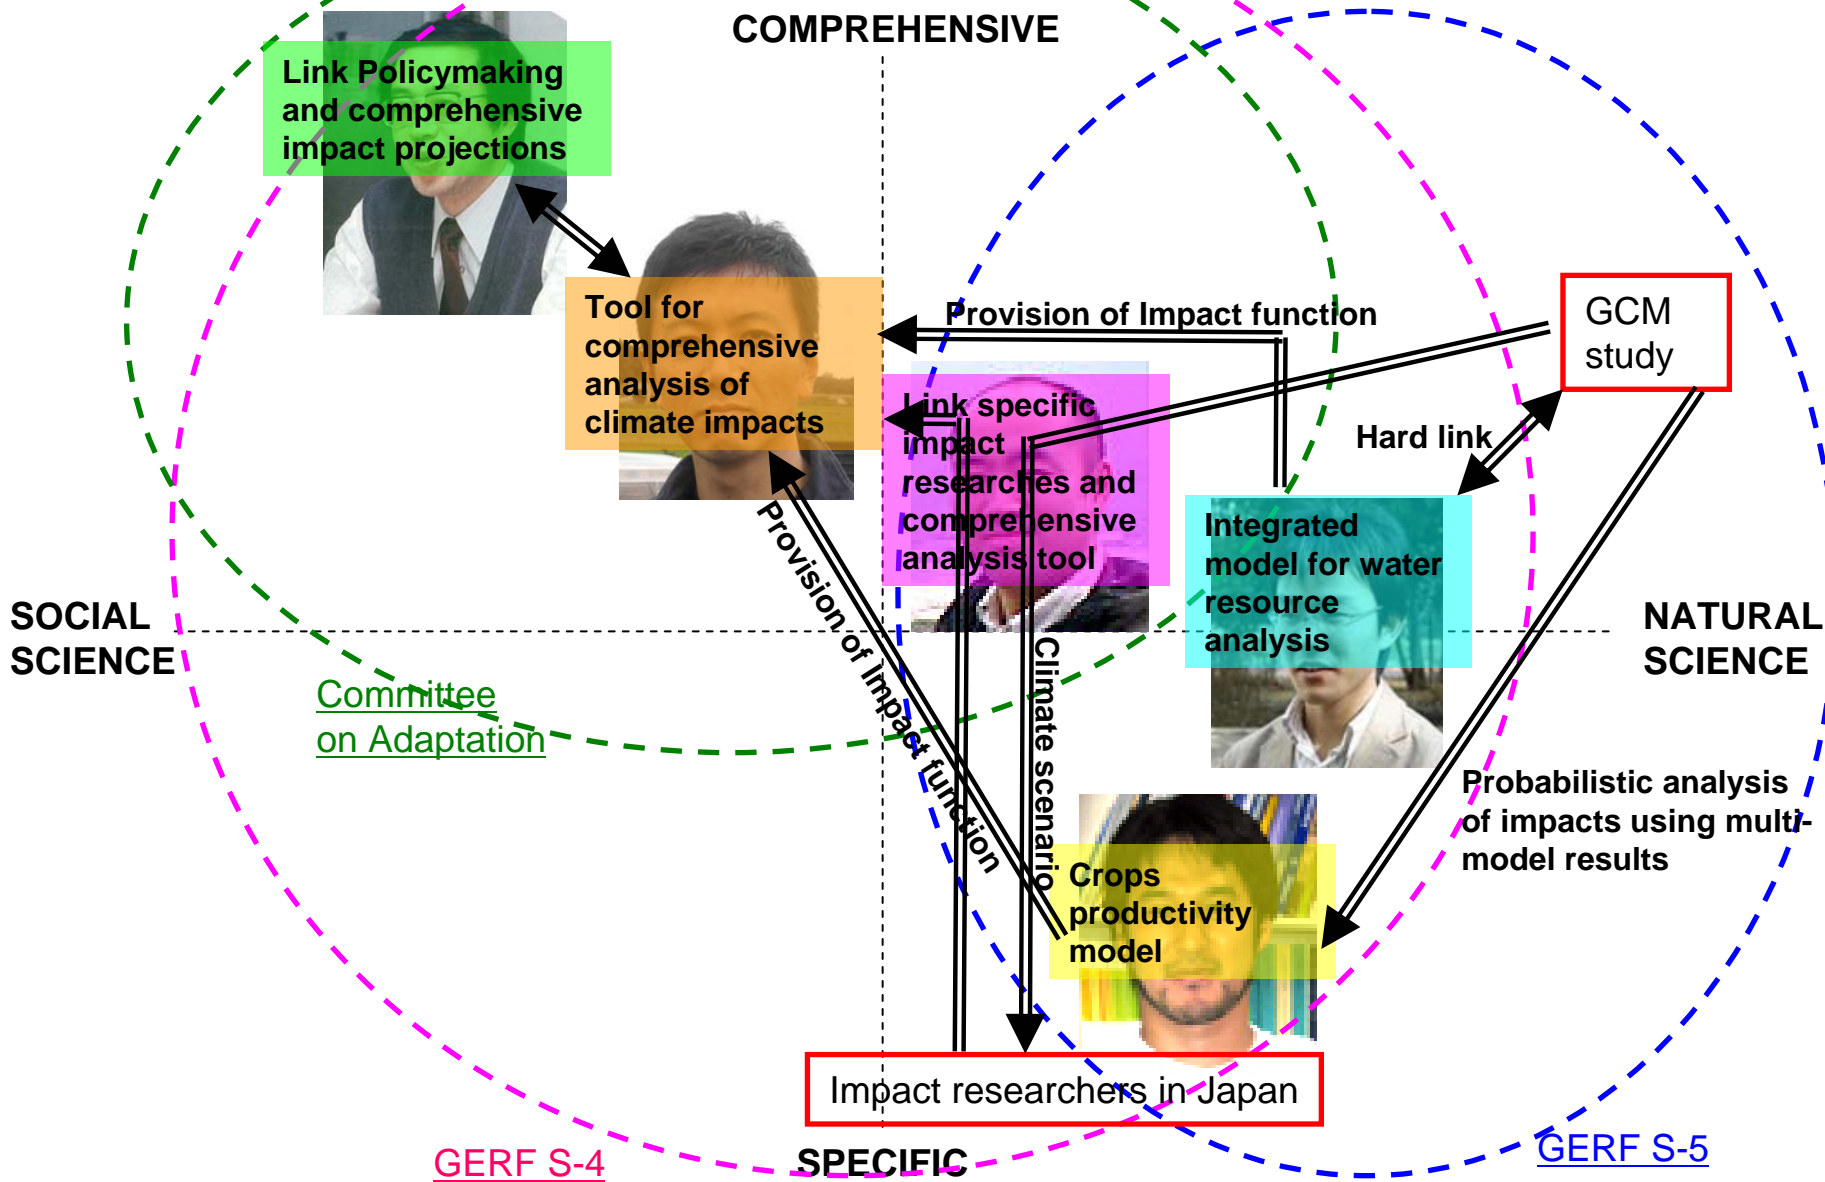 COMPREHENSIVE
Link Policymaking
and comprehensive
impact projections
Tool for
comprehensive
analysis of
climate impacts
Provision of Impact function
GCM
study
Link specific
impact
researches and
comprehensive
analysis tool
Hard link
Integrated
model for water
resource
analysis
Provision of Impact function
Climate scenario
SOCIAL
SCIENCE
NATURAL
SCIENCE
Committee
on Adaptation
Probabilistic analysis
of impacts using multi-
model results
Crops
productivity
model
Impact researchers in Japan
GERF S-4
SPECIFIC
GERF S-5